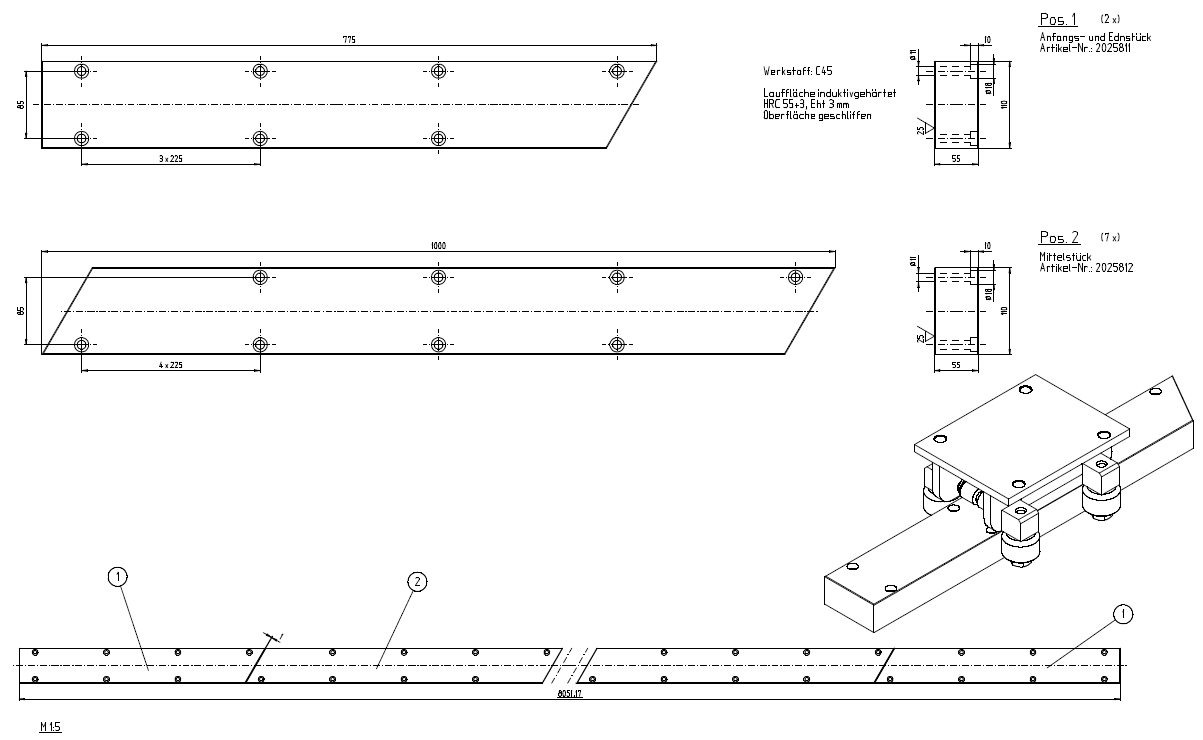 775
85
3 x 225
Werkstoff: C45
Lauffläche induktivgehärtet
HRC 55+3, Eht 3 mm
Oberfläche geschliffen
Ø11
10
Ø18
110
25
55
Pos. 1 (2 x)
Anfangs- und Ednstück
Artikel-Nr.: 2025811
1000
85
4 x 225
Ø11
10
Ø18
110
25
55
Pos. 2 (7 x)
Mittelstück
Artikel-Nr.: 2025812
1
2
1
1
8051,17
M 1:5